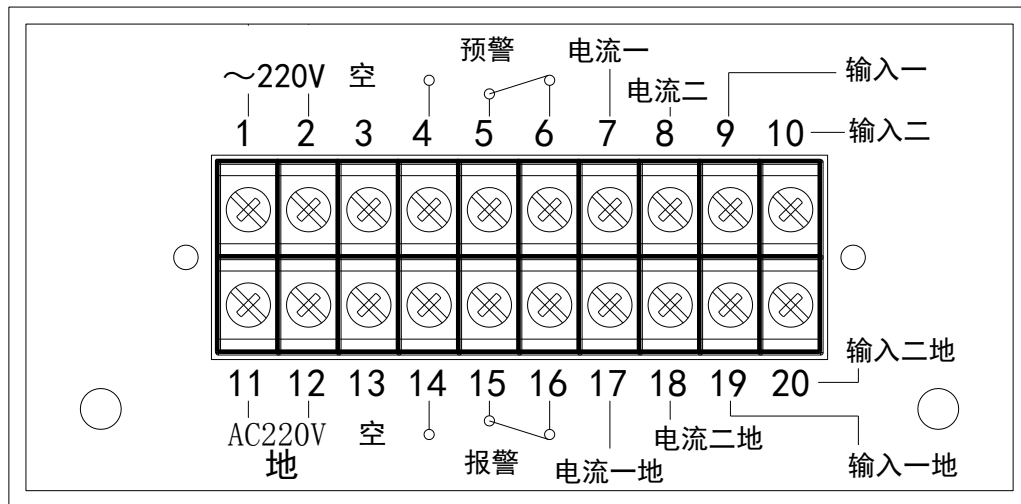 预警
电流一
～220V 空
电流二
输入一
1 2 3 4 5 6 7 8 9 10
输入二
11 12 13 14 15 16 17 18 19 20
输入二地
AC220V 空
地
报警
电流一地
电流二地
输入一地